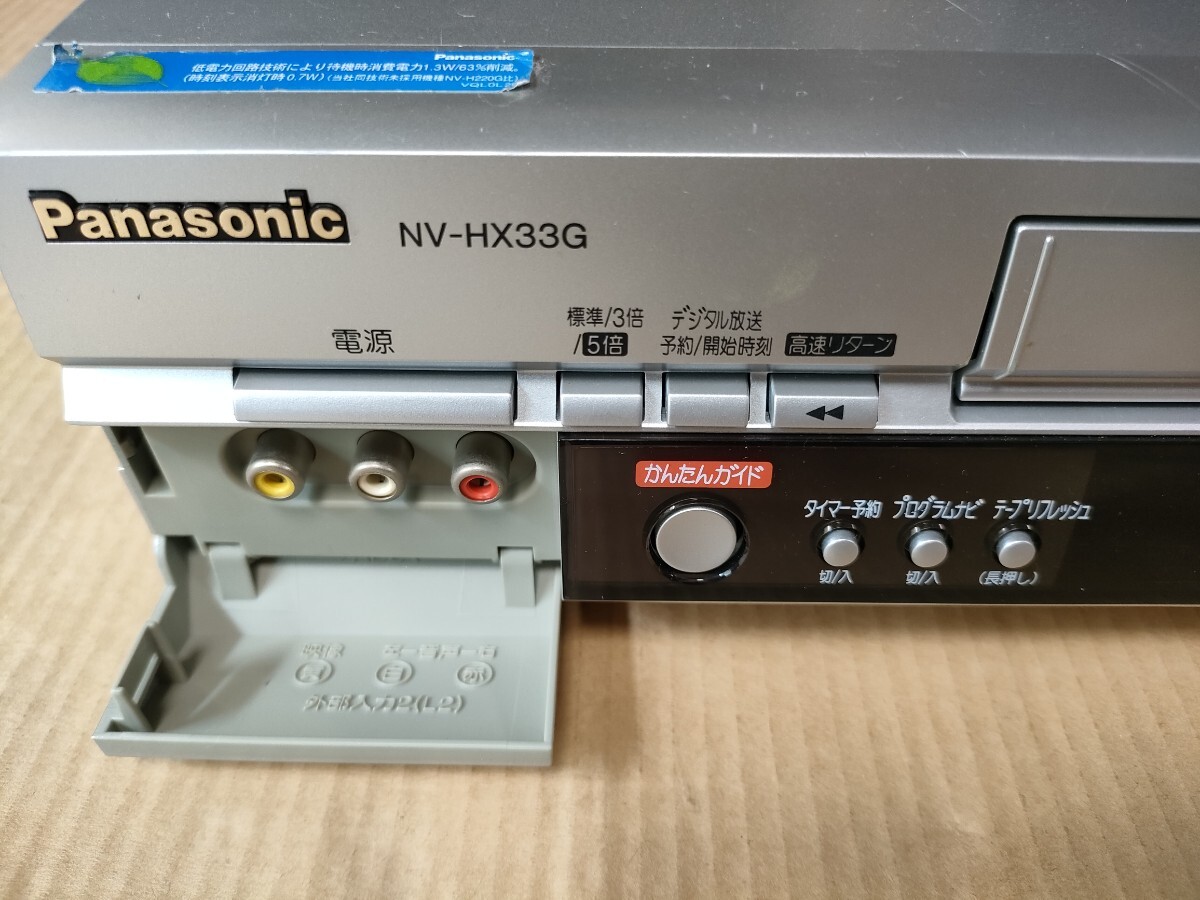 Panasonic
低電力回路技術により待機時消費電力1.3W/63%削減。
(時刻表示消灯時0.7W)(当社同技術未採用機種NV-H220G比)
VQL0L
Panasonic NV-HX33G
電源
標準/3倍
/5倍
デジタル放送
予約/開始時刻
高速リターン
かんたんガイド
タイマー予約
切/入
プログラムナビ
切/入
テープリフレッシュ
(長押し)
映像
外部入力2(L2)